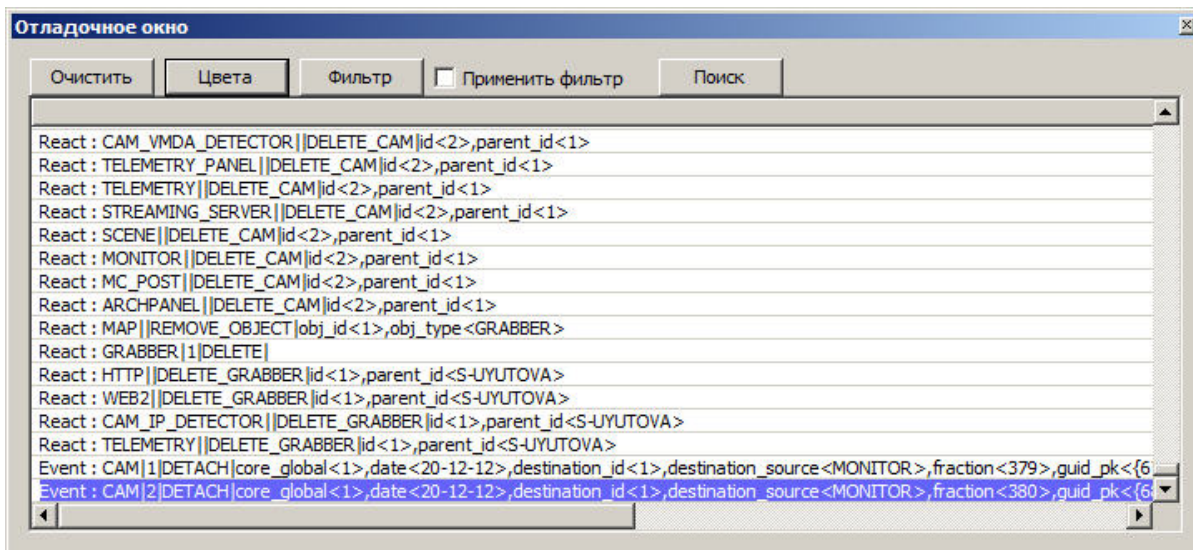 Отладочное окно
Очистить Цвета Фильтр Применить фильтр Поиск
React : CAM_VMDA_DETECTOR||DELETE_CAM|id<2>,parent_id<1>
React : TELEMETRY_PANEL||DELETE_CAM|id<2>,parent_id<1>
React : TELEMETRY||DELETE_CAM|id<2>,parent_id<1>
React : STREAMING_SERVER||DELETE_CAM|id<2>,parent_id<1>
React : SCENE||DELETE_CAM|id<2>,parent_id<1>
React : MONITOR||DELETE_CAM|id<2>,parent_id<1>
React : MC_POST||DELETE_CAM|id<2>,parent_id<1>
React : ARCHPANEL||DELETE_CAM|id<2>,parent_id<1>
React : MAP||REMOVE_OBJECT|obj_id<1>,obj_type<GRABBER>
React : GRABBER|1|DELETE|
React : HTTP||DELETE_GRABBER|id<1>,parent_id<S-UYUTOVA>
React : WEB2||DELETE_GRABBER|id<1>,parent_id<S-UYUTOVA>
React : CAM_IP_DETECTOR||DELETE_GRABBER|id<1>,parent_id<S-UYUTOVA>
React : TELEMETRY||DELETE_GRABBER|id<1>,parent_id<S-UYUTOVA>
Event : CAM|1|DETACH|core_global<1>,date<20-12-12>,destination_id<1>,destination_source<MONITOR>,fraction<379>,guid_pk<{6
Event : CAM|2|DETACH|core_global<1>,date<20-12-12>,destination_id<1>,destination_source<MONITOR>,fraction<380>,guid_pk<{6